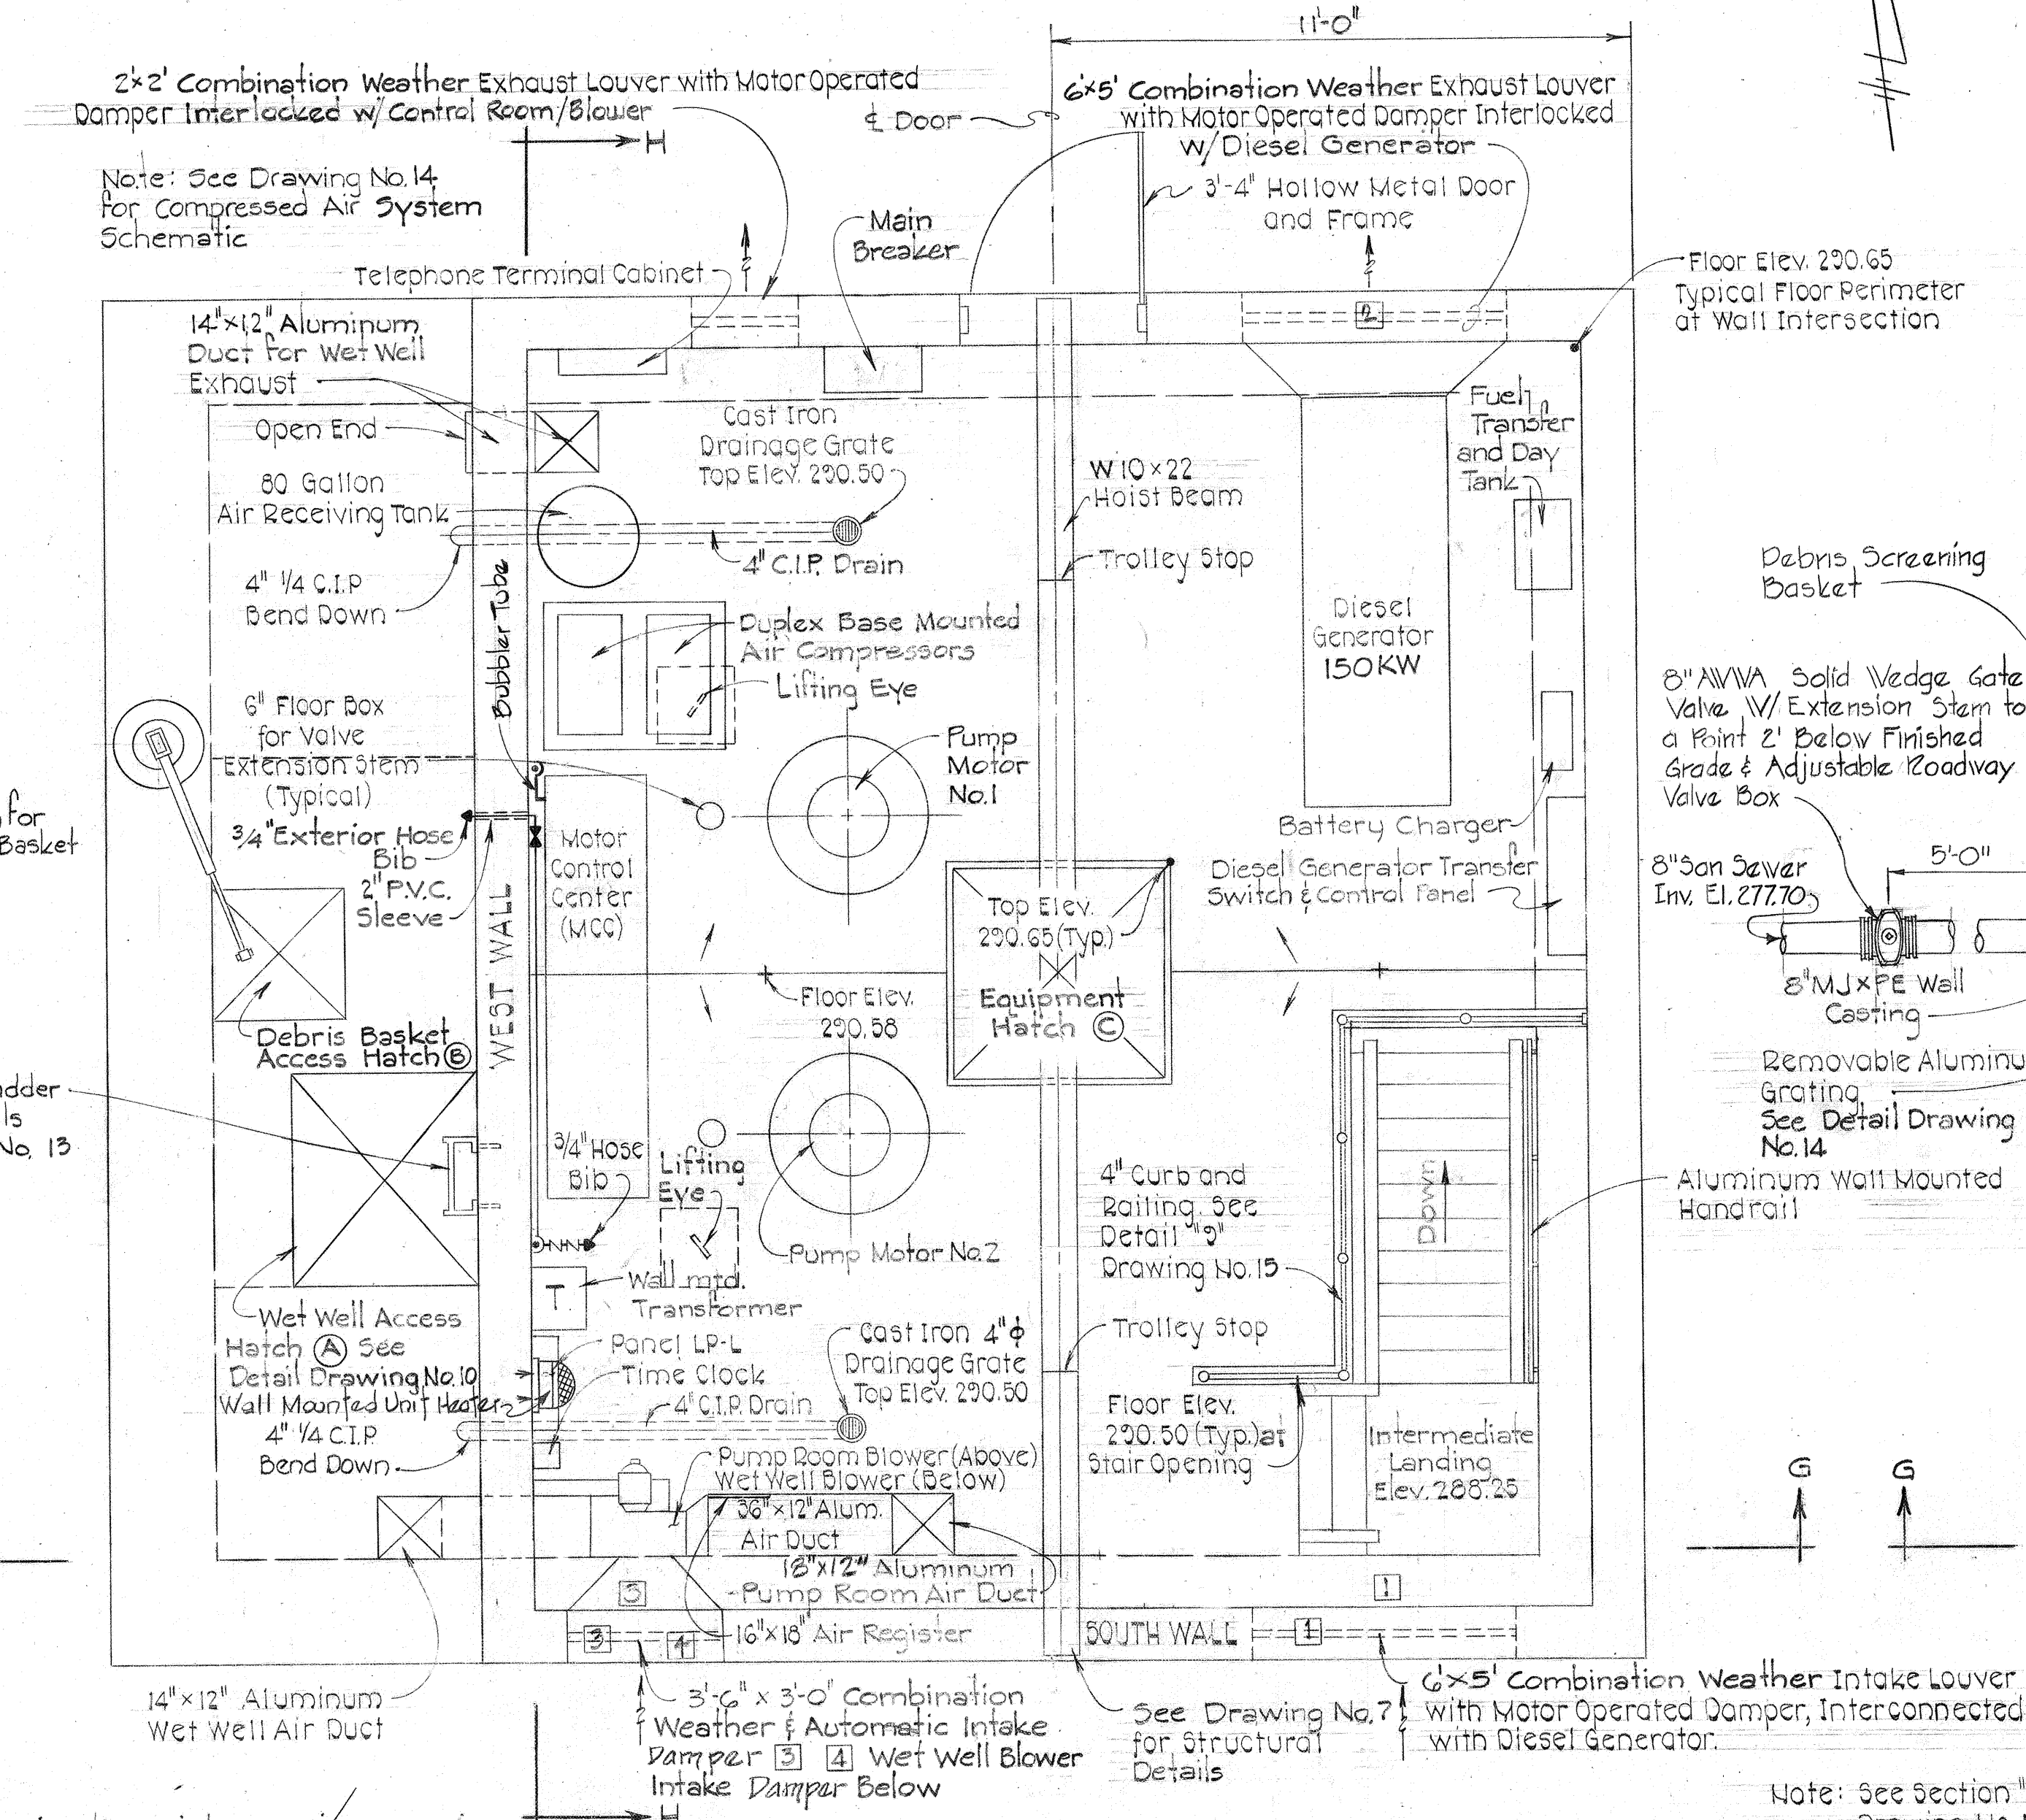 11'-0"
2'x2' Combination Weather Exhaust Louver with Motor Operated
Damper Interlocked w/ Control Room/Blower
H
℄ Door
6'x5' Combination Weather Exhaust Louver
with Motor Operated Damper Interlocked
w/Diesel Generator
3'-4" Hollow Metal Door
and Frame
Note: See Drawing No. 14
for Compressed Air System
Schematic
Main
Breaker
Telephone Terminal Cabinet
Floor Elev. 290.65
Typical Floor Perimeter
at Wall Intersection
2
14"x12" Aluminum
Duct for Wet Well
Exhaust
Open End
80 Gallon
Air Receiving Tank
4" 1/4 C.I.P
Bend Down
Cast Iron
Drainage Grate
Top Elev. 290.50
4" C.I.P. Drain
W 10x22
Hoist Beam
Trolley Stop
Fuel
Transfer
and Day
Tank
Diesel
Generator
150KW
Bubbler Tube
Duplex Base Mounted
Air Compressors
Lifting Eye
6" Floor Box
for Valve
Extension Stem
(Typical)
Pump
Motor
No.1
3/4" Exterior Hose
Bib
2" P.V.C.
Sleeve
for
Basket
Motor
Control
Center
(MCC)
WEST WALL
Battery Charger
Diesel Generator Transfer
Switch & Control Panel
Debris Screening
Basket
8" AWWA Solid Wedge Gate
Valve W/ Extension Stem to
a Point 2' Below Finished
Grade & Adjustable Roadway
Valve Box
8" San Sewer
Inv. El. 277.70
5'-0"
8" MJxPE Wall
Casting
Top Elev.
290.65 (Typ.)
Equipment
Hatch C
Floor Elev.
290.58
Debris Basket
Access Hatch B
No. 13
Removable
Grating
See Detail Drawing
No. 14
Aluminum Wall Mounted
Handrail
3/4" Hose
Bib
Lifting
Eye
Pump Motor No. 2
4" Curb and
Railing. See
Detail "9"
Drawing No. 15
Down
T
Wall mtd.
Transformer
Wet Well Access
Hatch A See
Detail Drawing No. 10
Wall Mounted Unit Heater
4" 1/4 C.I.P.
Bend Down
Panel LP-L
Time Clock
4" C.I.P. Drain
Cast Iron 4"ϕ
Drainage Grate
Top Elev. 290.50
Trolley Stop
Floor Elev.
290.50 (Typ.) at
Stair Opening
Intermediate
Landing
Elev. 288.25
G G
Pump Room Blower (Above)
Wet Well Blower (Below)
36"x12" Alum.
Air Duct
18"x12" Aluminum
Pump Room Air Duct
5
1
3
4
16"x18" Air Register
SOUTH WALL
1
14"x12" Aluminum
Wet Well Air Duct
3'-6" x 3'-0" Combination
Weather & Automatic Intake
Damper 3 4 Wet Well Blower
Intake Damper Below
See Drawing No. 7
for Structural
Details
6'x5' Combination Weather Intake Louver
with Motor Operated Damper, Interconnected
with Diesel Generator.
H
Note: See Section